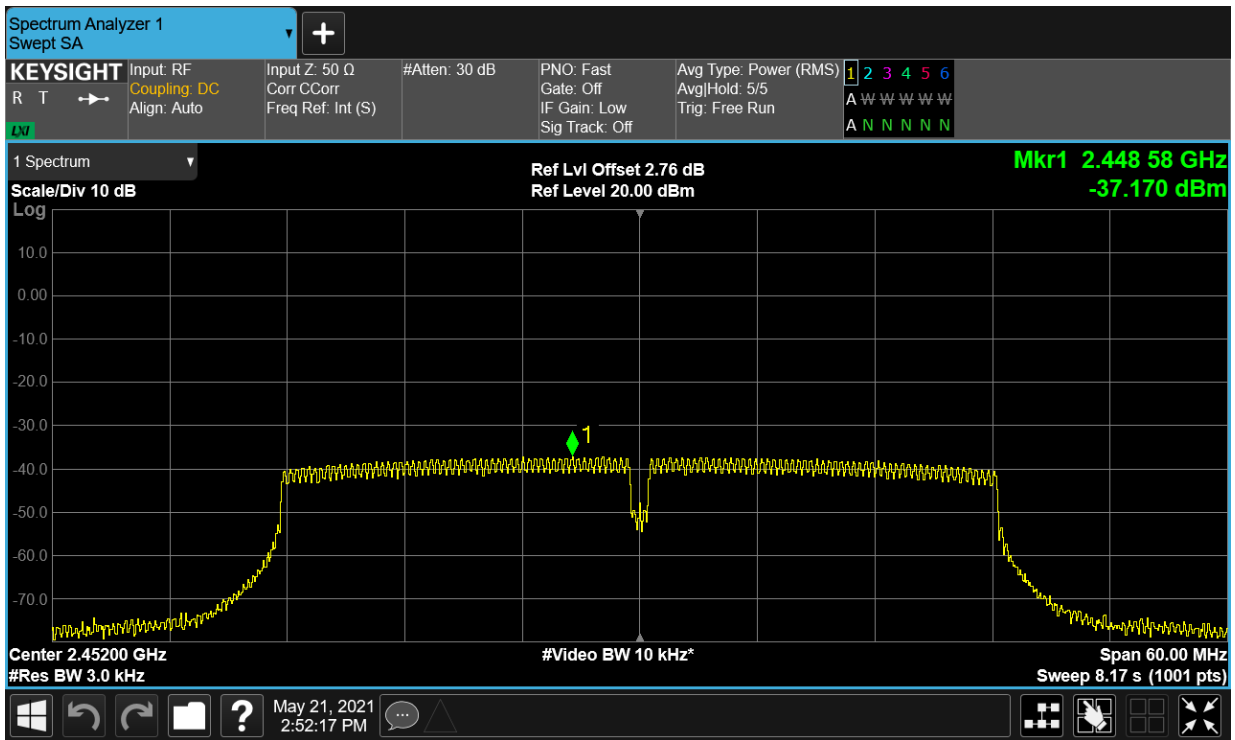 Spectrum Analyzer 1
Swept SA
KEYSIGHT
R T
LXI
Input: RF
Coupling: DC
Align: Auto
Input Z: 50 Ω
Corr CCorr
Freq Ref: Int (S)
#Atten: 30 dB
PNO: Fast
Gate: Off
IF Gain: Low
Sig Track: Off
Avg Type: Power (RMS)
Avg|Hold: 5/5
Trig: Free Run
1 2 3 4 5 6
A W W W W W
A N N N N N
1 Spectrum
Scale/Div 10 dB
Log
Ref Lvl Offset 2.76 dB
Ref Level 20.00 dBm
Mkr1 2.448 58 GHz
-37.170 dBm
10.0
0.00
-10.0
-20.0
-30.0
1
-40.0
-50.0
-60.0
-70.0
Center 2.45200 GHz
#Res BW 3.0 kHz
#Video BW 10 kHz*
Span 60.00 MHz
Sweep 8.17 s (1001 pts)
?
May 21, 2021
2:52:17 PM